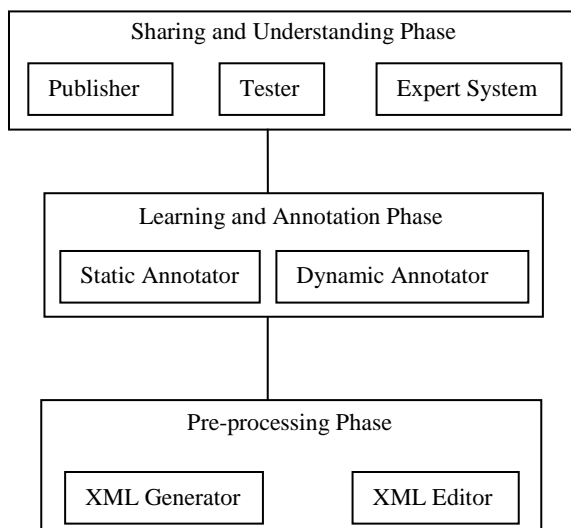 Sharing and Understanding Phase
Publisher
Tester
Expert System
Learning and Annotation Phase
Static Annotator
Dynamic Annotator
Pre-processing Phase
XML Generator
XML Editor